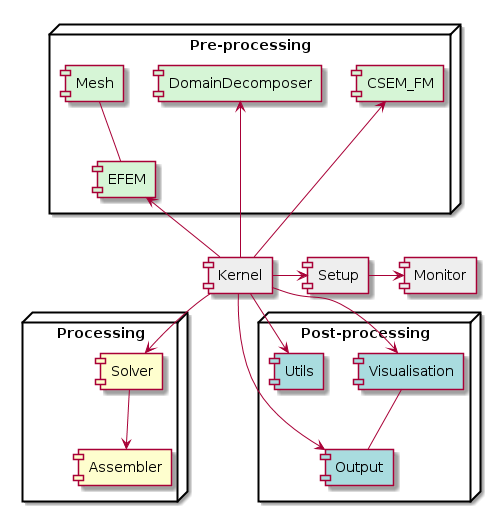 Pre-processing
Mesh
DomainDecomposer
CSEM_FM
EFEM
Kernel
Setup
Monitor
Processing
Post-processing
Solver
Utils
Visualisation
Assembler
Output